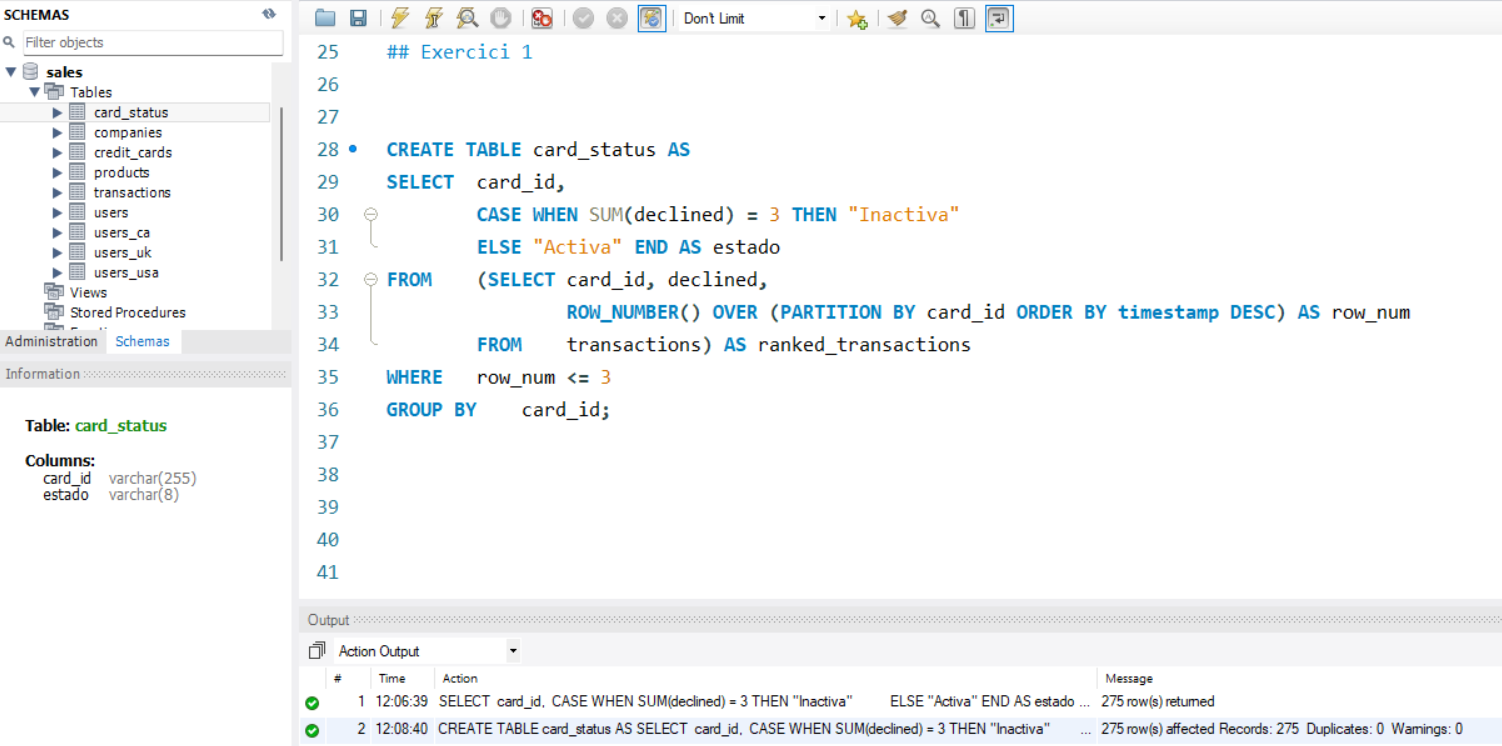 SCHEMAS
Filter objects
sales
Tables
card_status
companies
credit_cards
products
transactions
users
users_ca
users_uk
users_usa
Views
Stored Procedures
Administration Schemas
Information
Table: card_status
Columns:
card_id varchar(255)
estado varchar(8)
Don't Limit
25 ## Exercici 1
26
27
28 CREATE TABLE card_status AS
29 SELECT card_id,
30 CASE WHEN SUM(declined) = 3 THEN "Inactiva"
31 ELSE "Activa" END AS estado
32 FROM (SELECT card_id, declined,
33 ROW_NUMBER() OVER (PARTITION BY card_id ORDER BY timestamp DESC) AS row_num
34 FROM transactions) AS ranked_transactions
35 WHERE row_num <= 3
36 GROUP BY card_id;
37
38
39
40
41
Output
Action Output
# Time Action Message
1 12:06:39 SELECT card_id, CASE WHEN SUM(declined) = 3 THEN "Inactiva" ELSE "Activa" END AS estado ... 275 row(s) returned
2 12:08:40 CREATE TABLE card_status AS SELECT card_id, CASE WHEN SUM(declined) = 3 THEN "Inactiva" ... 275 row(s) affected Records: 275 Duplicates: 0 Warnings: 0